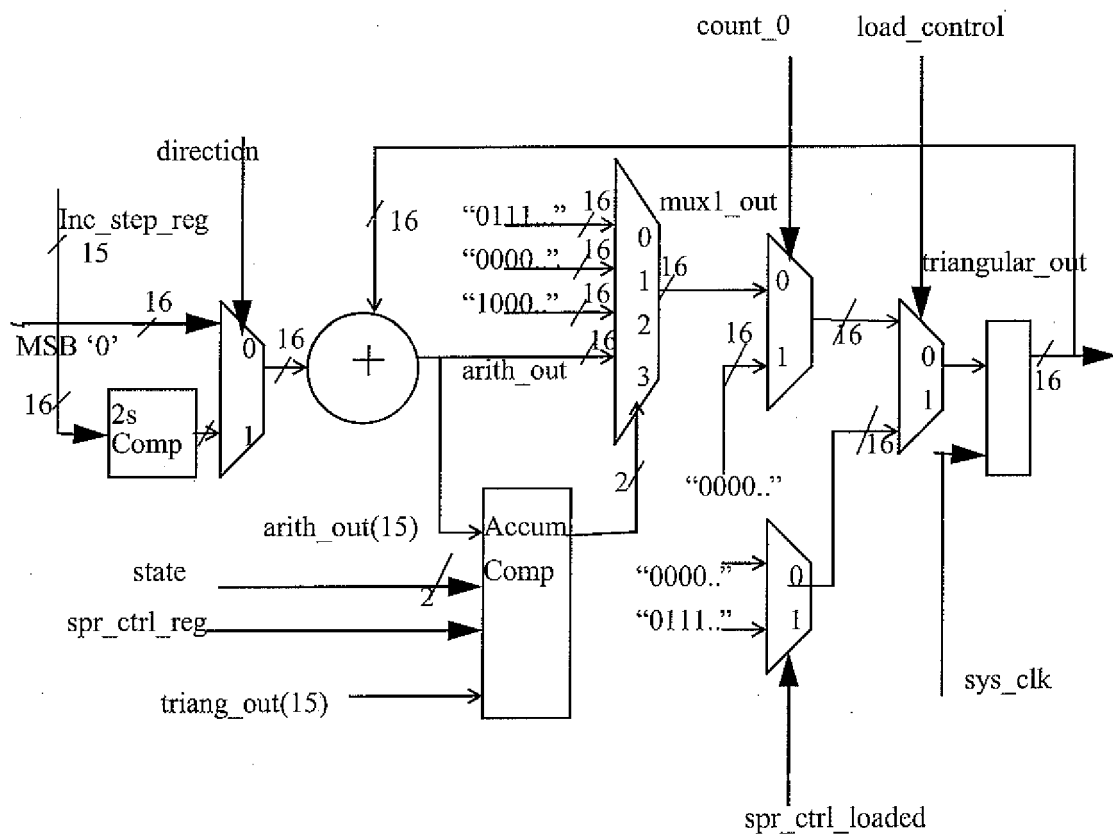 count_0
load_control
direction
Inc_step_reg
15
16
16
"0111.."
16
mux1_out
0
"0000.."
16
1
16
0
triangular_out
16
MSB '0'
"1000.."
16
2
0
16
+
arith_out
16
3
1
16
16
0
1
16
16
2s
Comp
1
2
"0000.."
16
arith_out(15)
Accum
Comp
state
2
"0000.."
0
spr_ctrl_reg
"0111.."
1
triang_out(15)
sys_clk
spr_ctrl_loaded